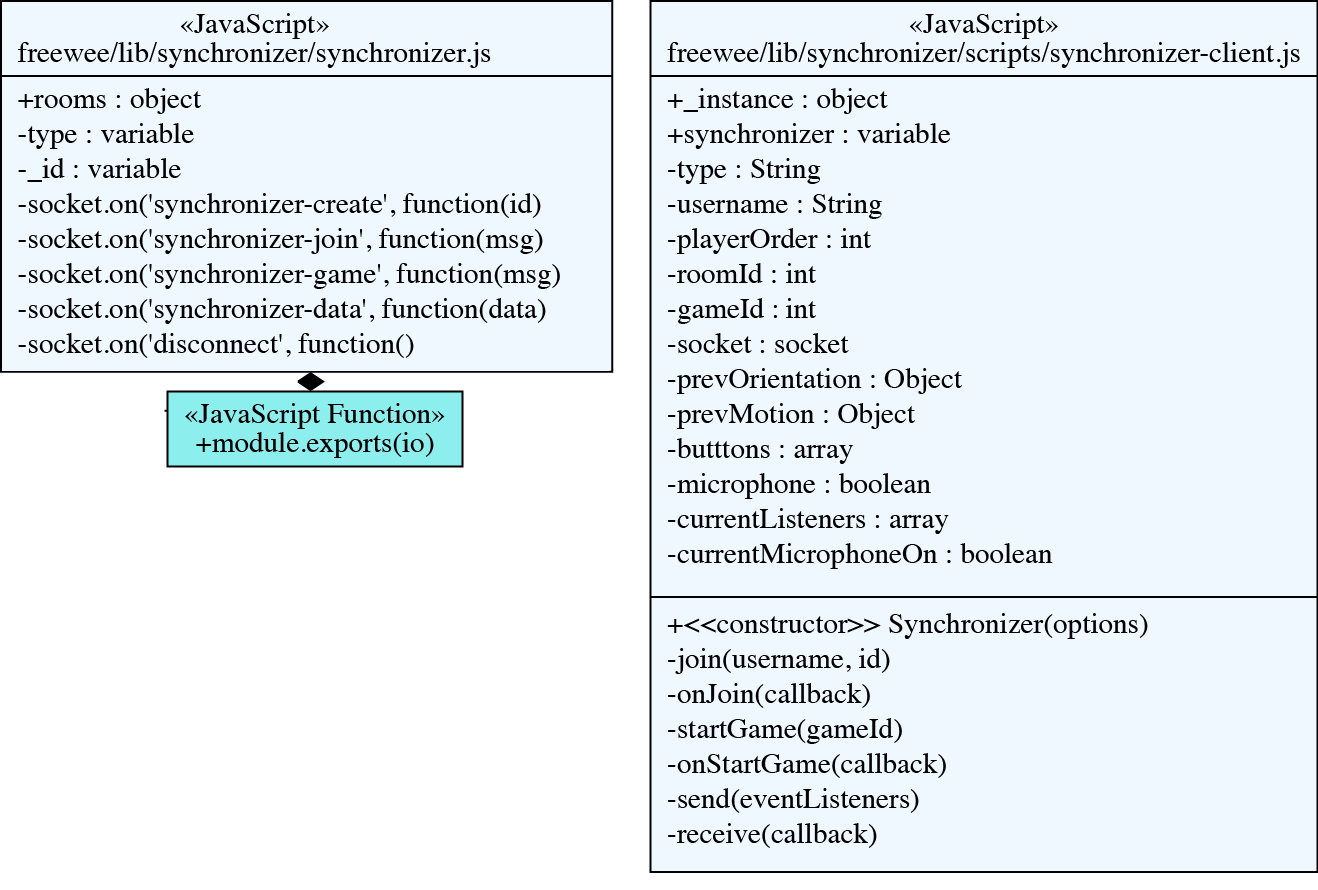 «JavaScript»
freewee/lib/synchronizer/synchronizer.js
+rooms : object
-type : variable
-_id : variable
-socket.on('synchronizer-create', function(id)
-socket.on('synchronizer-join', function(msg)
-socket.on('synchronizer-game', function(msg)
-socket.on('synchronizer-data', function(data)
-socket.on('disconnect', function()
«JavaScript Function»
+module.exports(io)
«JavaScript»
freewee/lib/synchronizer/scripts/synchronizer-client.js
+_instance : object
+synchronizer : variable
-type : String
-username : String
-playerOrder : int
-roomId : int
-gameId : int
-socket : socket
-prevOrientation : Object
-prevMotion : Object
-butttons : array
-microphone : boolean
-currentListeners : array
-currentMicrophoneOn : boolean
+<<constructor>> Synchronizer(options)
-join(username, id)
-onJoin(callback)
-startGame(gameId)
-onStartGame(callback)
-send(eventListeners)
-receive(callback)